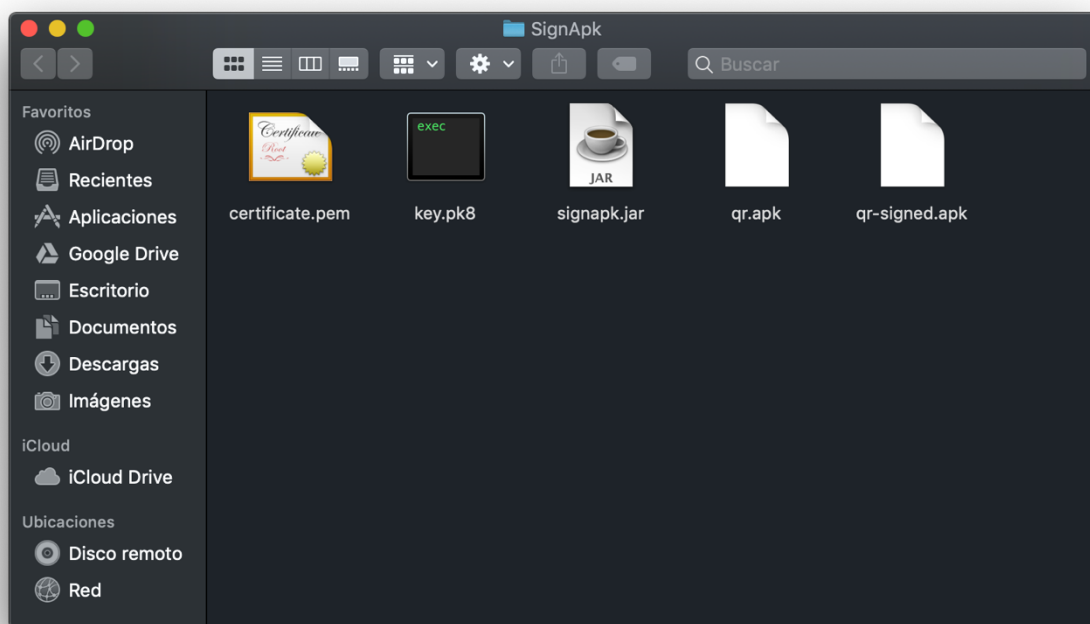 SignApk
Buscar
Favoritos
AirDrop
Recientes
Aplicaciones
Google Drive
Escritorio
Documentos
Descargas
Imágenes
iCloud
iCloud Drive
Ubicaciones
Disco remoto
Red
Certificate
Root
exec
JAR
certificate.pem
key.pk8
signapk.jar
qr.apk
qr-signed.apk